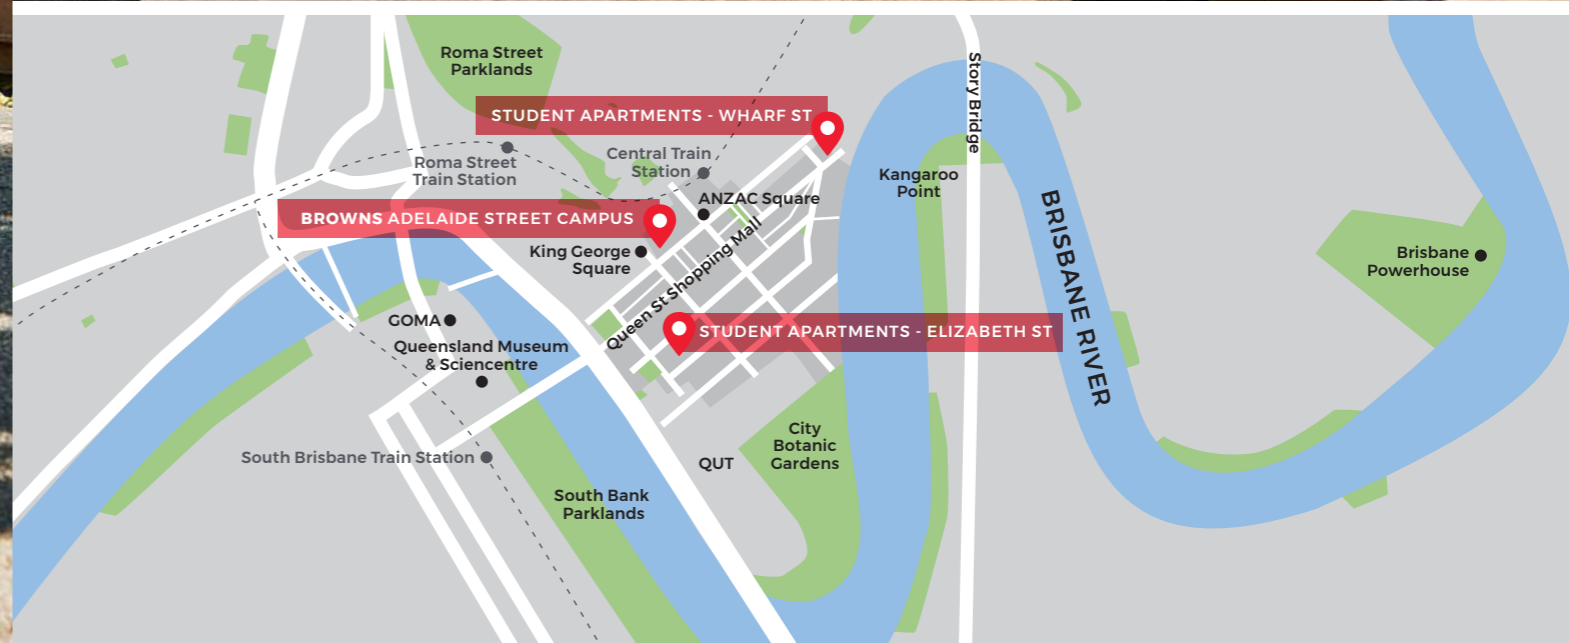 Roma Street
Parklands
Story Bridge
STUDENT APARTMENTS - WHARF ST
Roma Street
Train Station
Central Train
Station
Kangaroo
Point
ANZAC Square
BROWNS ADELAIDE STREET CAMPUS
King George
Square
Queen St Shopping Mall
BRISBANE RIVER
Brisbane
Powerhouse
GOMA
STUDENT APARTMENTS - ELIZABETH ST
Queensland Museum
& Sciencentre
City
Botanic
Gardens
QUT
South Brisbane Train Station
South Bank
Parklands